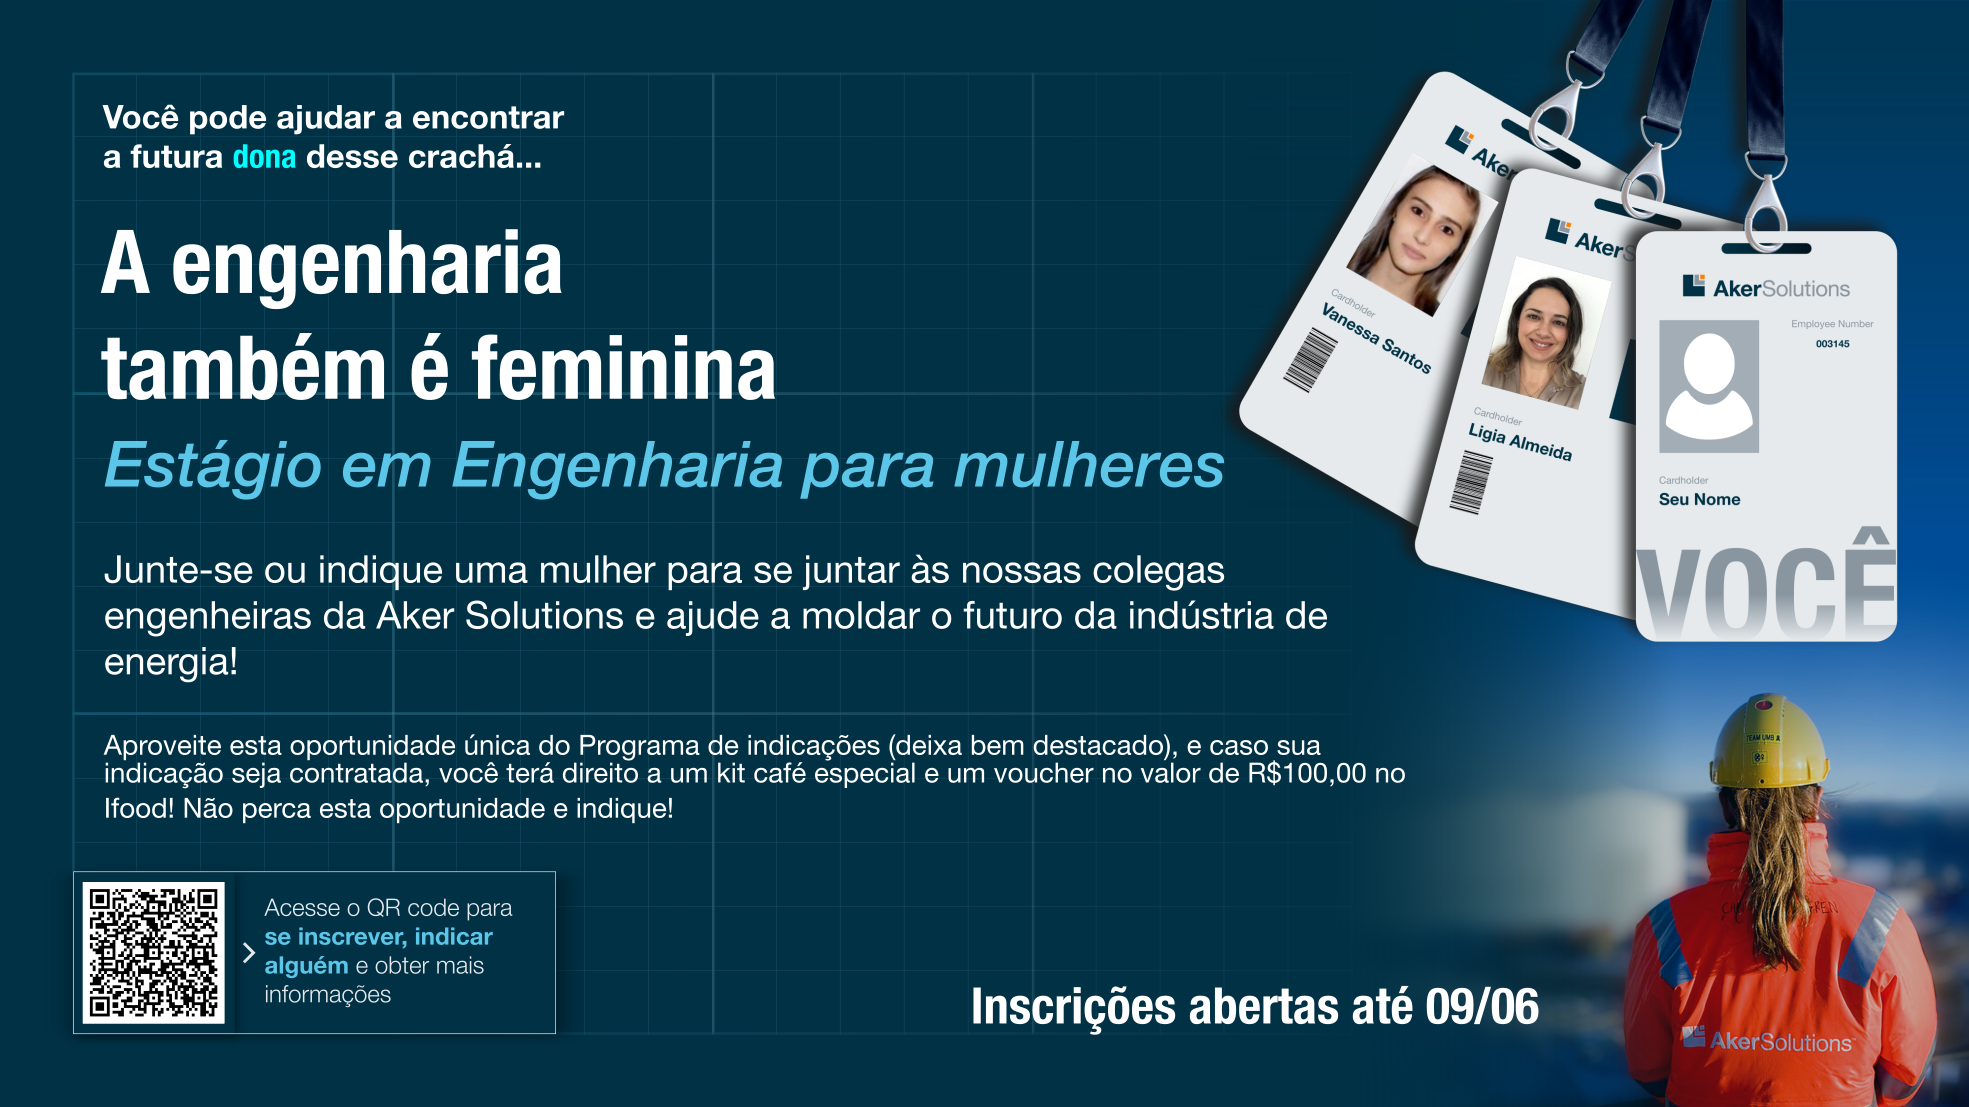 Você pode ajudar a encontrar
a futura dona desse crachá...
A engenharia
também é feminina
Estágio em Engenharia para mulheres
Junte-se ou indique uma mulher para se juntar às nossas colegas
engenheiras da Aker Solutions e ajude a moldar o futuro da indústria de
energia!
Aproveite esta oportunidade única do Programa de indicações (deixa bem destacado), e caso sua
indicação seja contratada, você terá direito a um kit café especial e um voucher no valor de R$100,00 no
Ifood! Não perca esta oportunidade e indique!
Acesse o QR code para
se inscrever, indicar
alguém e obter mais
informações
Inscrições abertas até 09/06
Aker
Cardholder
Vanessa Santos
AkerS
Cardholder
Ligia Almeida
AkerSolutions
Employee Number
003145
Cardholder
Seu Nome
VOCÊ
TEAM UMB A
AkerSolutions